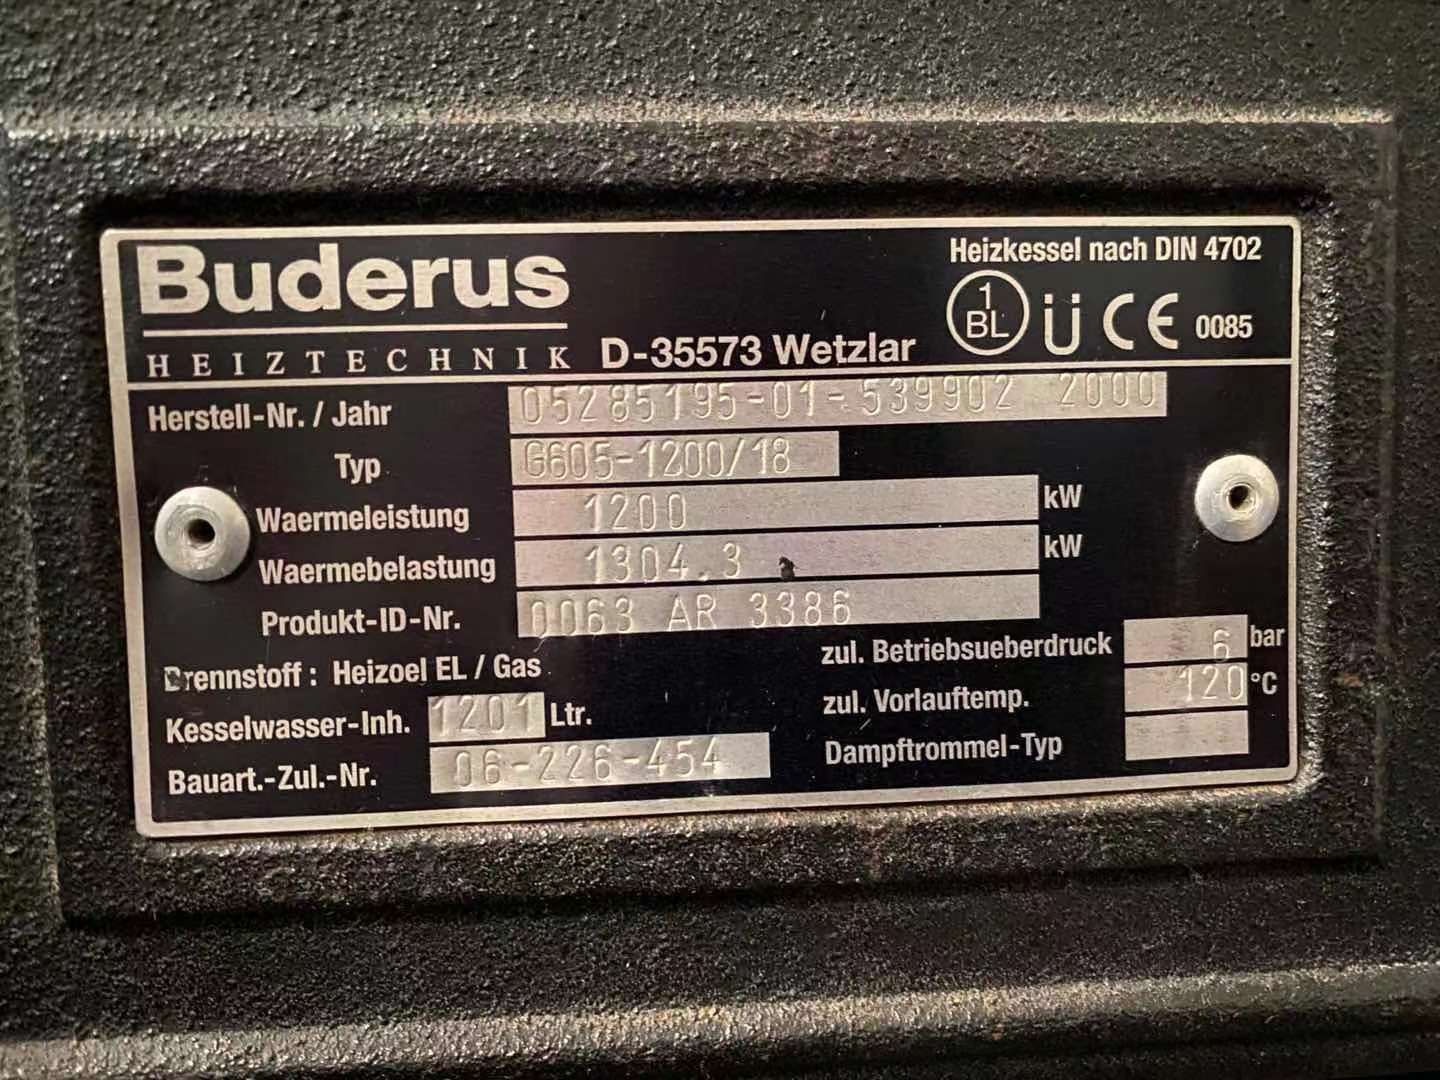 Buderus
HEIZTECHNIK D-35573 Wetzlar
Heizkessel nach DIN 4702
1 BL Ü CE 0085
Herstell-Nr. / Jahr 05285195-01-539902 2000
Typ G605-1200/18
Waermeleistung 1200 kW
Waermebelastung 1304.3 kW
Produkt-ID-Nr. 0063 AR 3386
Brennstoff : Heizoel EL / Gas
Kesselwasser-Inh. 1201 Ltr.
Bauart.-Zul.-Nr. 06-226-454
zul. Betriebsueberdruck 6 bar
zul. Vorlauftemp. 120 °C
Dampftrommel-Typ